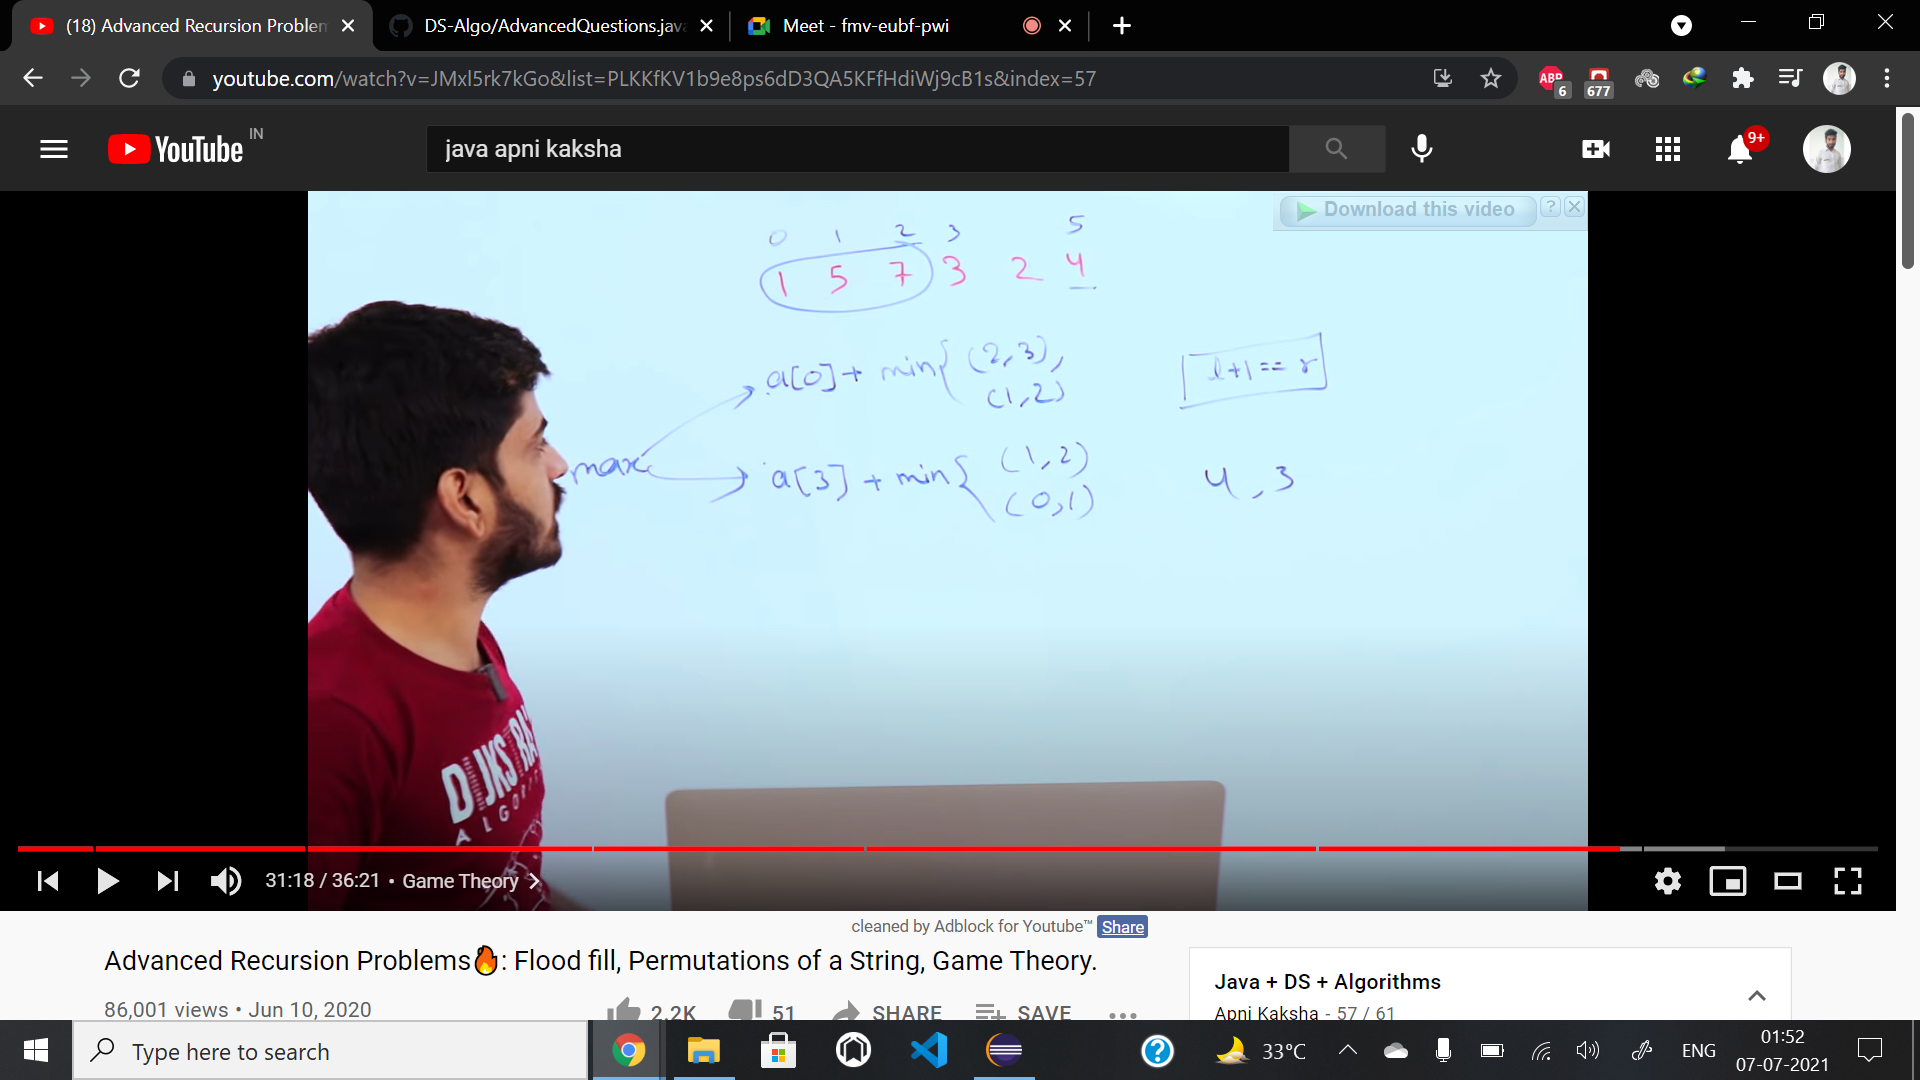 (18) Advanced Recursion Problem
DS-Algo/AdvancedQuestions.java
Meet - fmv-eubf-pwi
youtube.com/watch?v=JMxl5rk7kGo&list=PLKKfKV1b9e8ps6dD3QA5KFfHdiWj9cB1s&index=57
ABP 6
677
YouTube IN
java apni kaksha
9+
Download this video ?
0 1 2 3 5
1 5 7 3 2 4
a[0] + min{ (2,3),
(1,2)
l+1 == r
max
a[3] + min{ (1,2)
(0,1)
4, 3
DIJKS RA
ALGO
31:18 / 36:21 • Game Theory
cleaned by Adblock for Youtube™ Share
Advanced Recursion Problems🔥: Flood fill, Permutations of a String, Game Theory.
86,001 views • Jun 10, 2020
2.2K 51 SHARE SAVE
Java + DS + Algorithms
Apni Kaksha - 57 / 61
Type here to search
33°C
ENG
01:52
07-07-2021